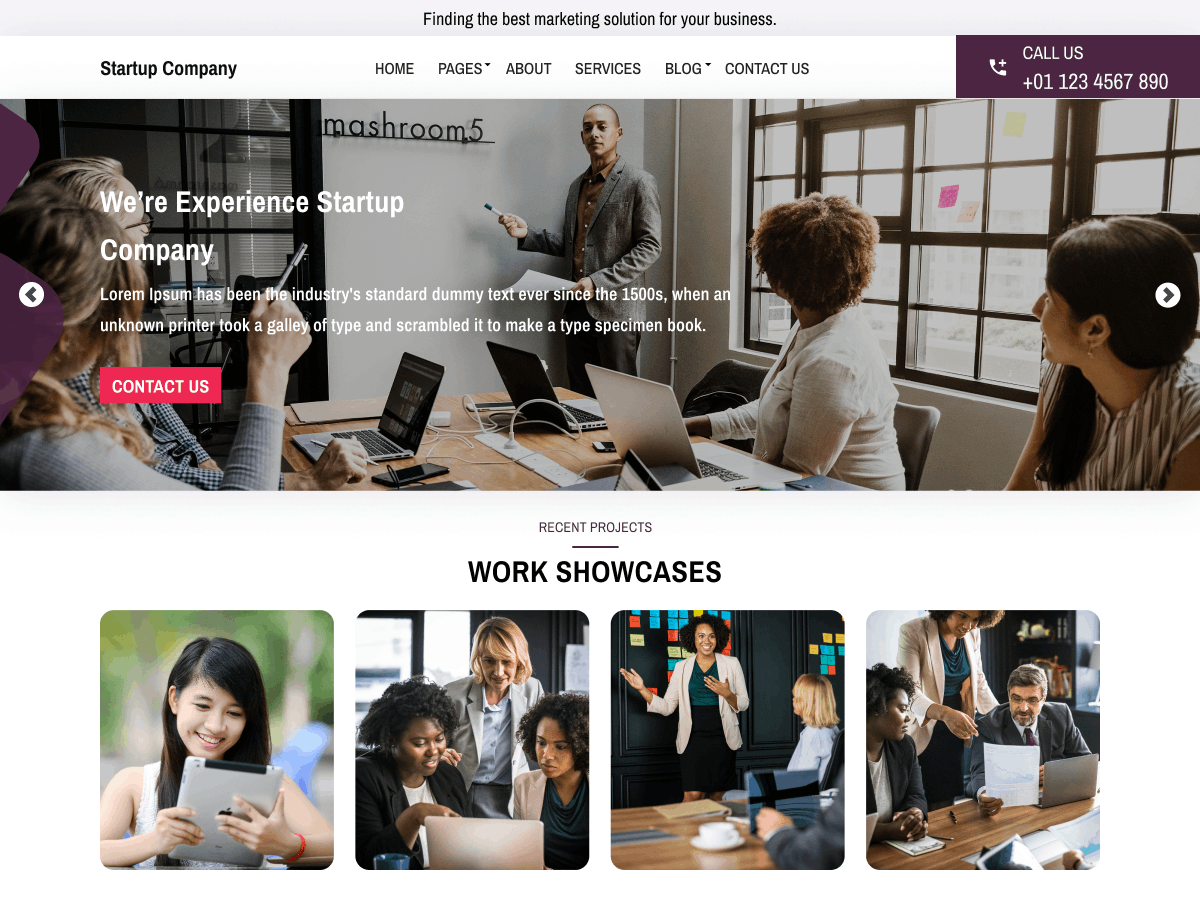 Finding the best marketing solution for your business.
Startup Company
HOME PAGES ABOUT SERVICES BLOG CONTACT US
CALL US
+01 123 4567 890
mashroom5
We’re Experience Startup
Company
Lorem Ipsum has been the industry's standard dummy text ever since the 1500s, when an
unknown printer took a galley of type and scrambled it to make a type specimen book.
CONTACT US
RECENT PROJECTS
WORK SHOWCASES